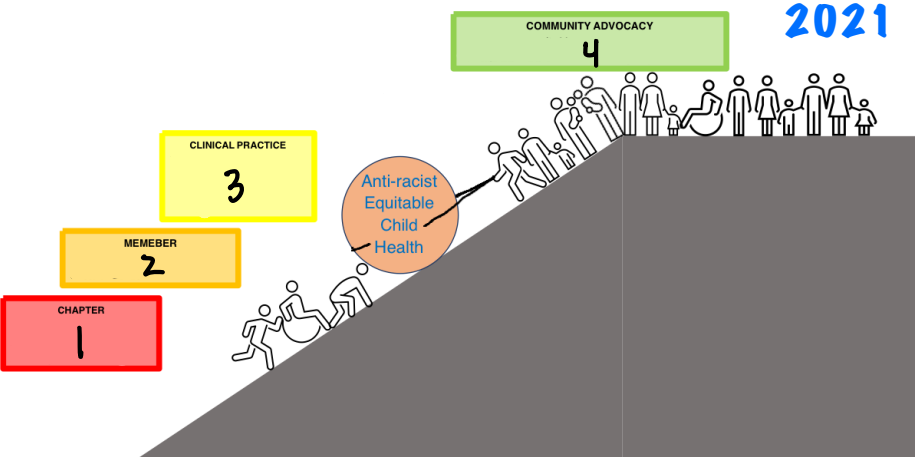 2021
COMMUNITY ADVOCACY
4
CLINICAL PRACTICE
3
Anti-racist
Equitable
Child
Health
MEMEBER
2
CHAPTER
1